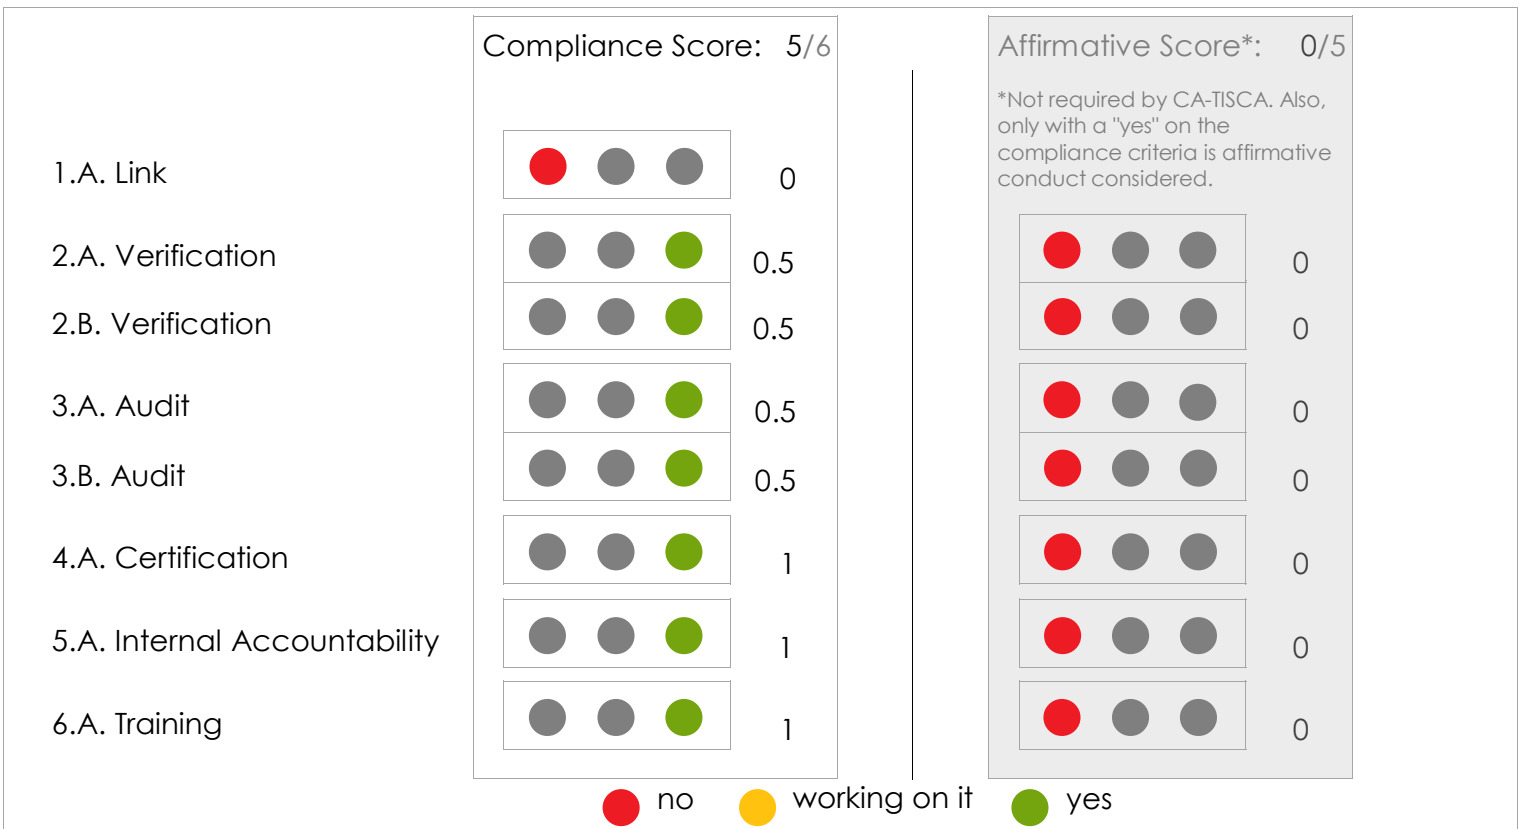 Compliance Score: 5/6
Affirmative Score*: 0/5
*Not required by CA-TISCA. Also,
only with a "yes" on the
compliance criteria is affirmative
conduct considered.
1.A. Link 0
2.A. Verification 0.5 0
2.B. Verification 0.5 0
3.A. Audit 0.5 0
3.B. Audit 0.5 0
4.A. Certification 1 0
5.A. Internal Accountability 1 0
6.A. Training 1 0
no working on it yes